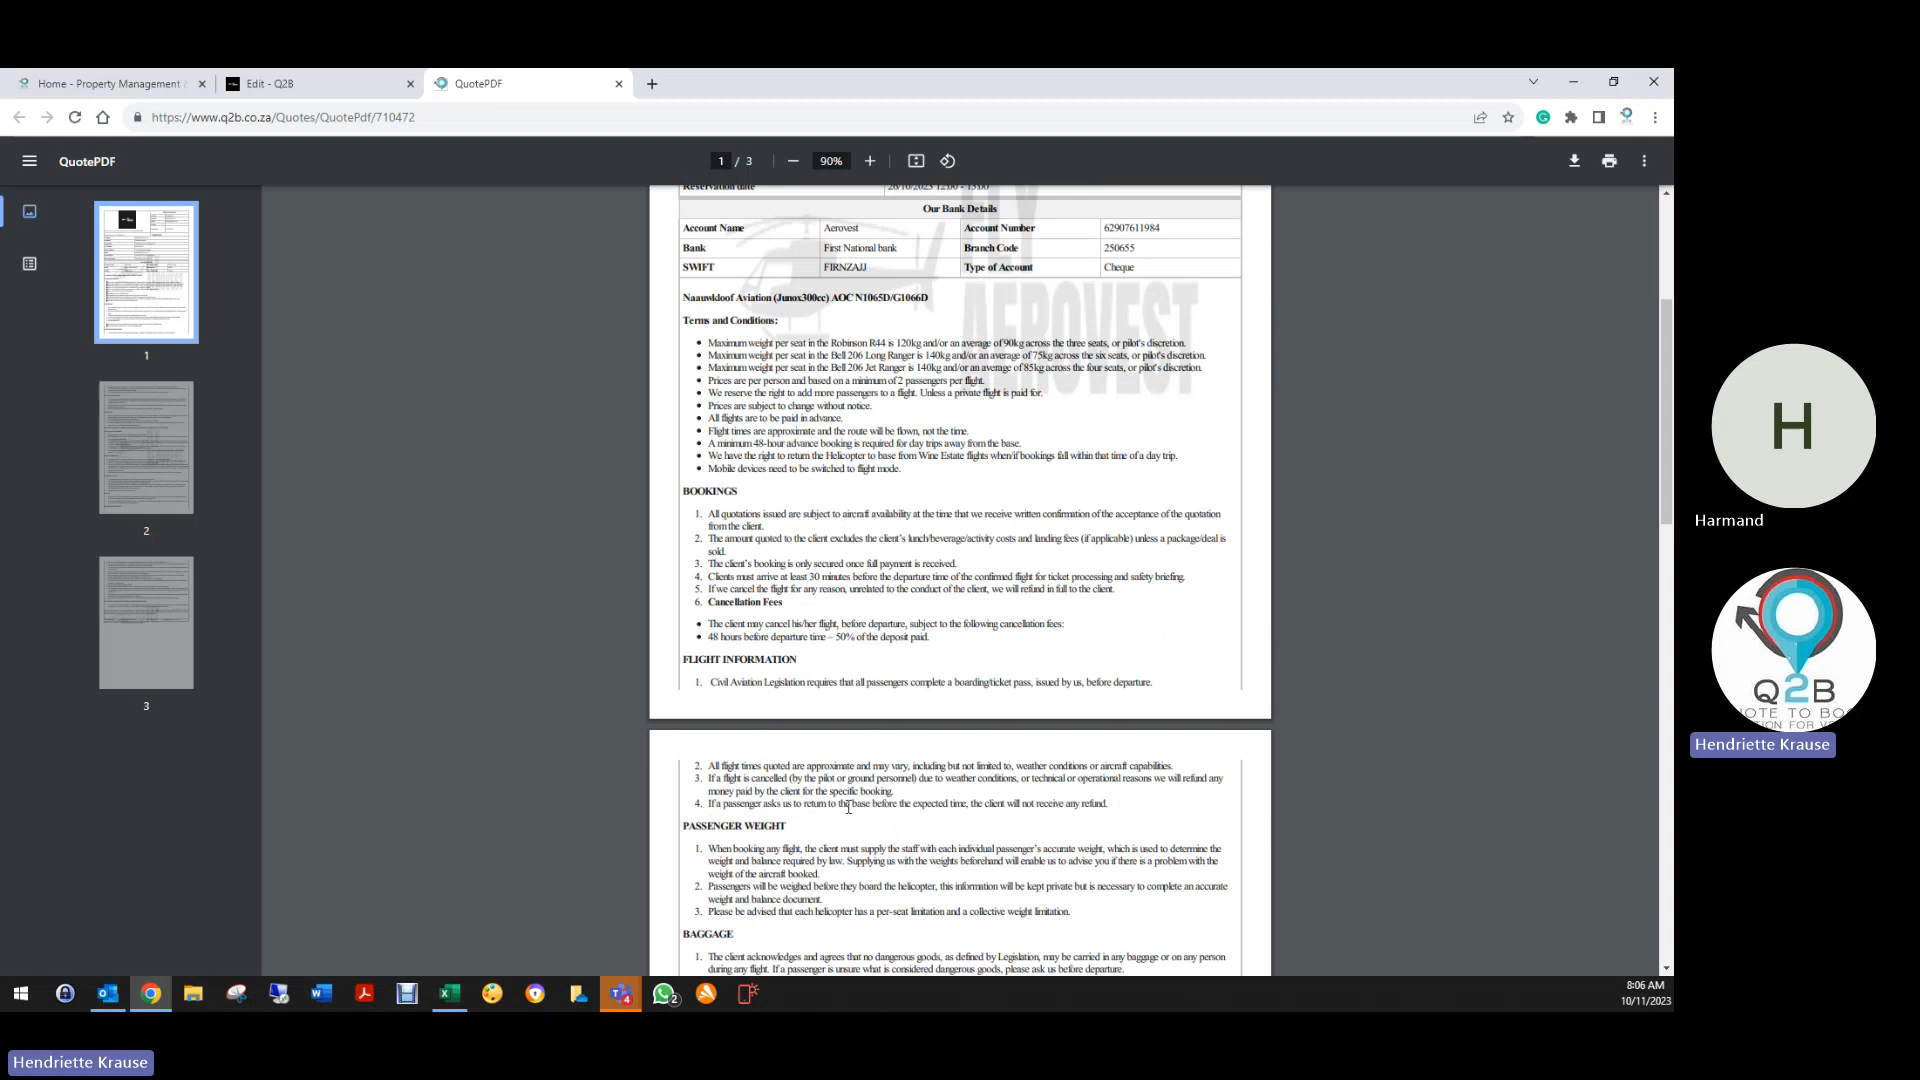 Home - Property Management &
Edit - Q2B
QuotePDF
https://www.q2b.co.za/Quotes/QuotePdf/710472
QuotePDF
1 / 3
90%
1
2
3
Reservation date 26/10/2023 12:00 - 13:00
Our Bank Details
Account Name Aerovest Account Number 62907611984
Bank First National bank Branch Code 250655
SWIFT FIRNZAJJ Type of Account Cheque
FLY
AEROVEST
Naauwkloof Aviation (Junox300cc) AOC N1065D/G1066D
Terms and Conditions:
• Maximum weight per seat in the Robinson R44 is 120kg and/or an average of 90kg across the three seats, or pilot's discretion.
• Maximum weight per seat in the Bell 206 Long Ranger is 140kg and/or an average of 75kg across the six seats, or pilot's discretion.
• Maximum weight per seat in the Bell 206 Jet Ranger is 140kg and/or an average of 85kg across the four seats, or pilot's discretion.
• Prices are per person and based on a minimum of 2 passengers per flight.
• We reserve the right to add more passengers to a flight. Unless a private flight is paid for.
• Prices are subject to change without notice.
• All flights are to be paid in advance.
• Flight times are approximate and the route will be flown, not the time.
• A minimum 48-hour advance booking is required for day trips away from the base.
• We have the right to return the Helicopter to base from Wine Estate flights when/if bookings fall within that time of a day trip.
• Mobile devices need to be switched to flight mode.
BOOKINGS
1. All quotations issued are subject to aircraft availability at the time that we receive written confirmation of the acceptance of the quotation
from the client.
2. The amount quoted to the client excludes the client's lunch/beverage/activity costs and landing fees (if applicable) unless a package/deal is
sold.
3. The client's booking is only secured once full payment is received.
4. Clients must arrive at least 30 minutes before the departure time of the confirmed flight for ticket processing and safety briefing.
5. If we cancel the flight for any reason, unrelated to the conduct of the client, we will refund in full to the client.
6. Cancellation Fees
• The client may cancel his/her flight, before departure, subject to the following cancellation fees:
• 48 hours before departure time – 50% of the deposit paid.
FLIGHT INFORMATION
1. Civil Aviation Legislation requires that all passengers complete a boarding/ticket pass, issued by us, before departure.
2. All flight times quoted are approximate and may vary, including but not limited to, weather conditions or aircraft capabilities.
3. If a flight is cancelled (by the pilot or ground personnel) due to weather conditions, or technical or operational reasons we will refund any
money paid by the client for the specific booking.
4. If a passenger asks us to return to the base before the expected time, the client will not receive any refund.
PASSENGER WEIGHT
1. When booking any flight, the client must supply the staff with each individual passenger's accurate weight, which is used to determine the
weight and balance required by law. Supplying us with the weights beforehand will enable us to advise you if there is a problem with the
weight of the aircraft booked.
2. Passengers will be weighed before they board the helicopter, this information will be kept private but is necessary to complete an accurate
weight and balance document.
3. Please be advised that each helicopter has a per-seat limitation and a collective weight limitation.
BAGGAGE
1. The client acknowledges and agrees that no dangerous goods, as defined by Legislation, may be carried in any baggage or on any person
during any flight. If a passenger is unsure what is considered dangerous goods, please ask us before departure.
H
Harmand
Q2B
OTE TO BO
TION FOR V
Hendriette Krause
8:06 AM
10/11/2023
Hendriette Krause